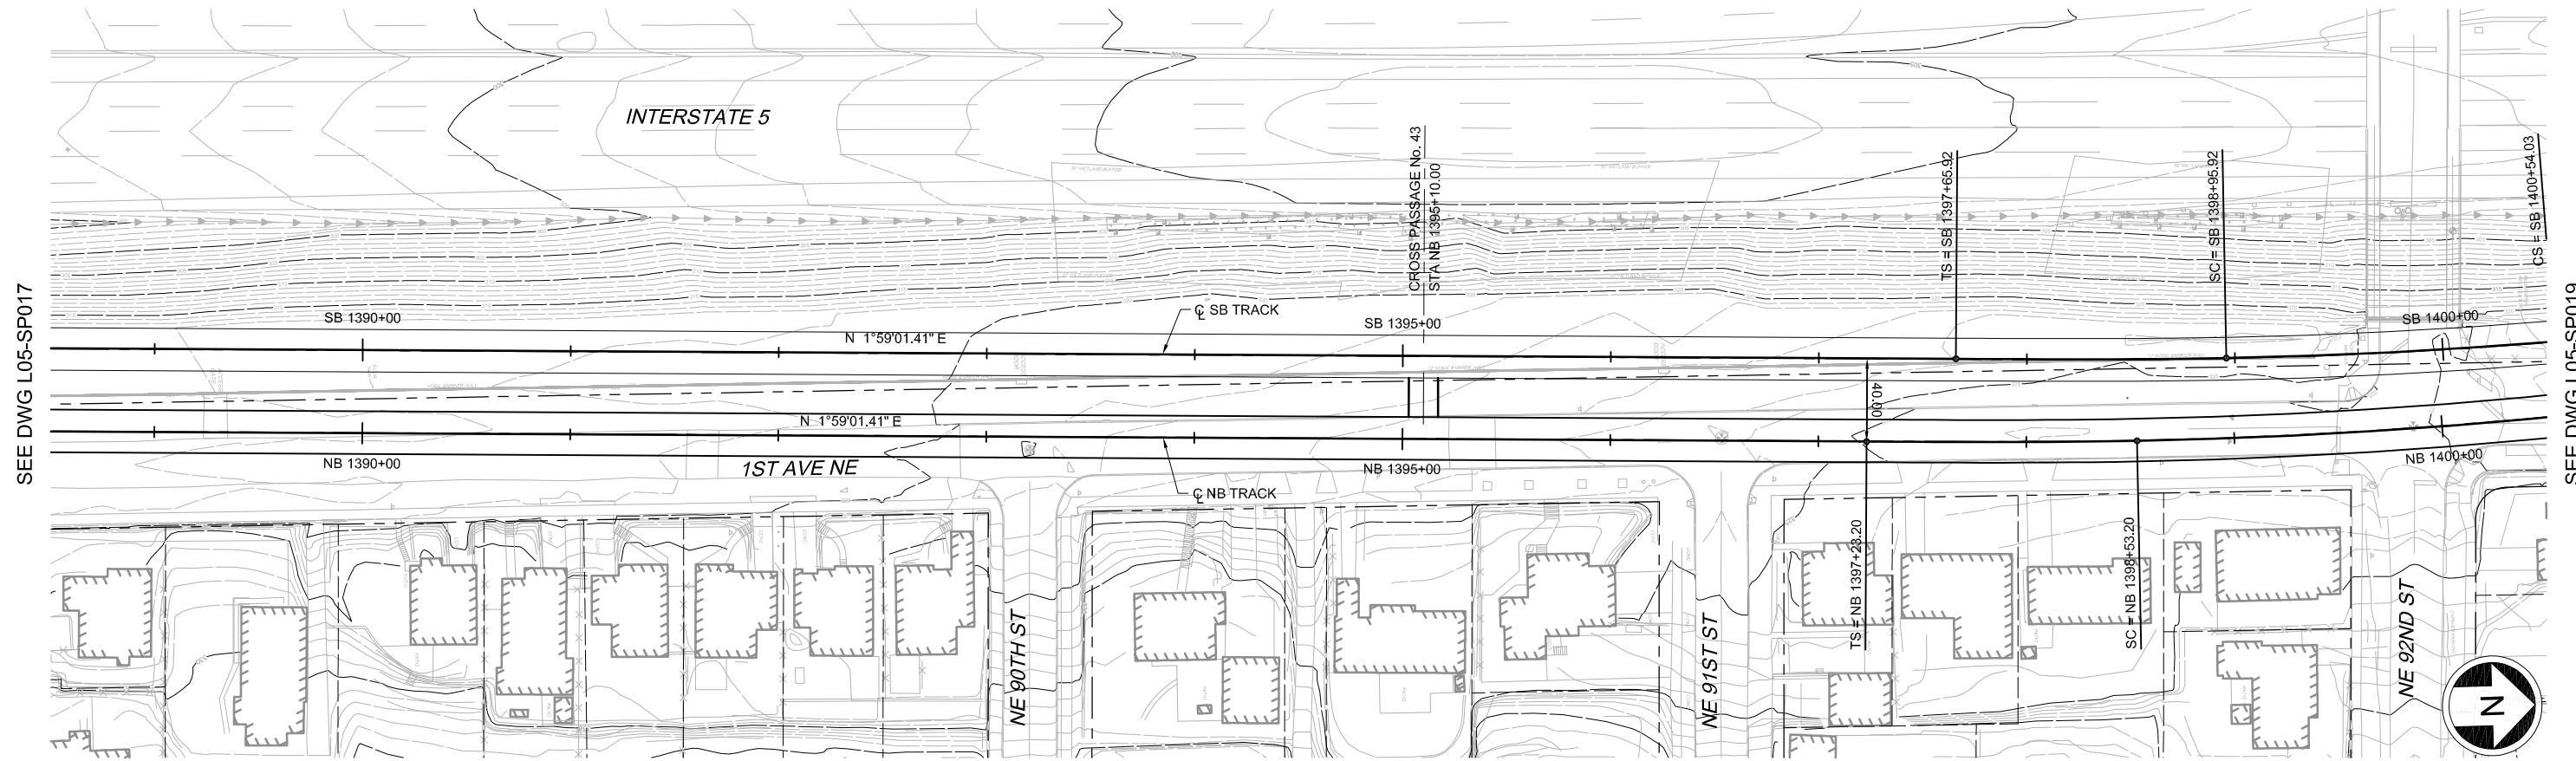 INTERSTATE 5
SEE DWG L05-SP017
SEE DWG L05-SP019
CROSS PASSAGE No. 43
STA NB 1395+10.00
TS = SB 1397+65.92
SC = SB 1398+95.92
CS = SB 1400+54.03
SB 1390+00
N 1°59'01.41" E
℄ SB TRACK
SB 1395+00
SB 1400+00
40.00
N 1°59'01.41" E
NB 1390+00
1ST AVE NE
℄ NB TRACK
NB 1395+00
NB 1400+00
TS = NB 1397+23.20
SC = NB 1398+53.20
NE 90TH ST
NE 91ST ST
NE 92ND ST
N